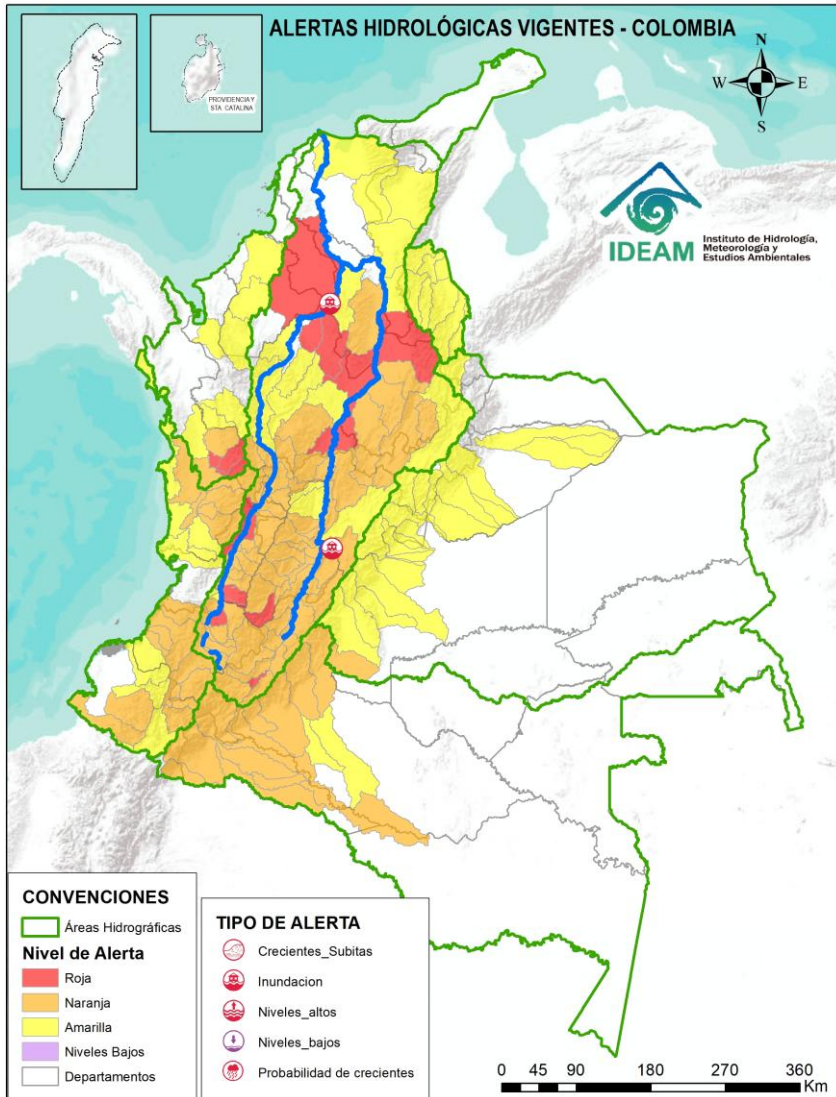 ALERTAS HIDROLÓGICAS VIGENTES - COLOMBIA
PROVIDENCIA Y
STA CATALINA
N
W
E
S
IDEAM
Instituto de Hidrología,
Meteorología y
Estudios Ambientales
CONVENCIONES
Áreas Hidrográficas
Nivel de Alerta
Roja
Naranja
Amarilla
Niveles Bajos
Departamentos
TIPO DE ALERTA
Crecientes_Subitas
Inundacion
Niveles_altos
Niveles_bajos
Probabilidad de crecientes
0 45 90 180 270 360
Km